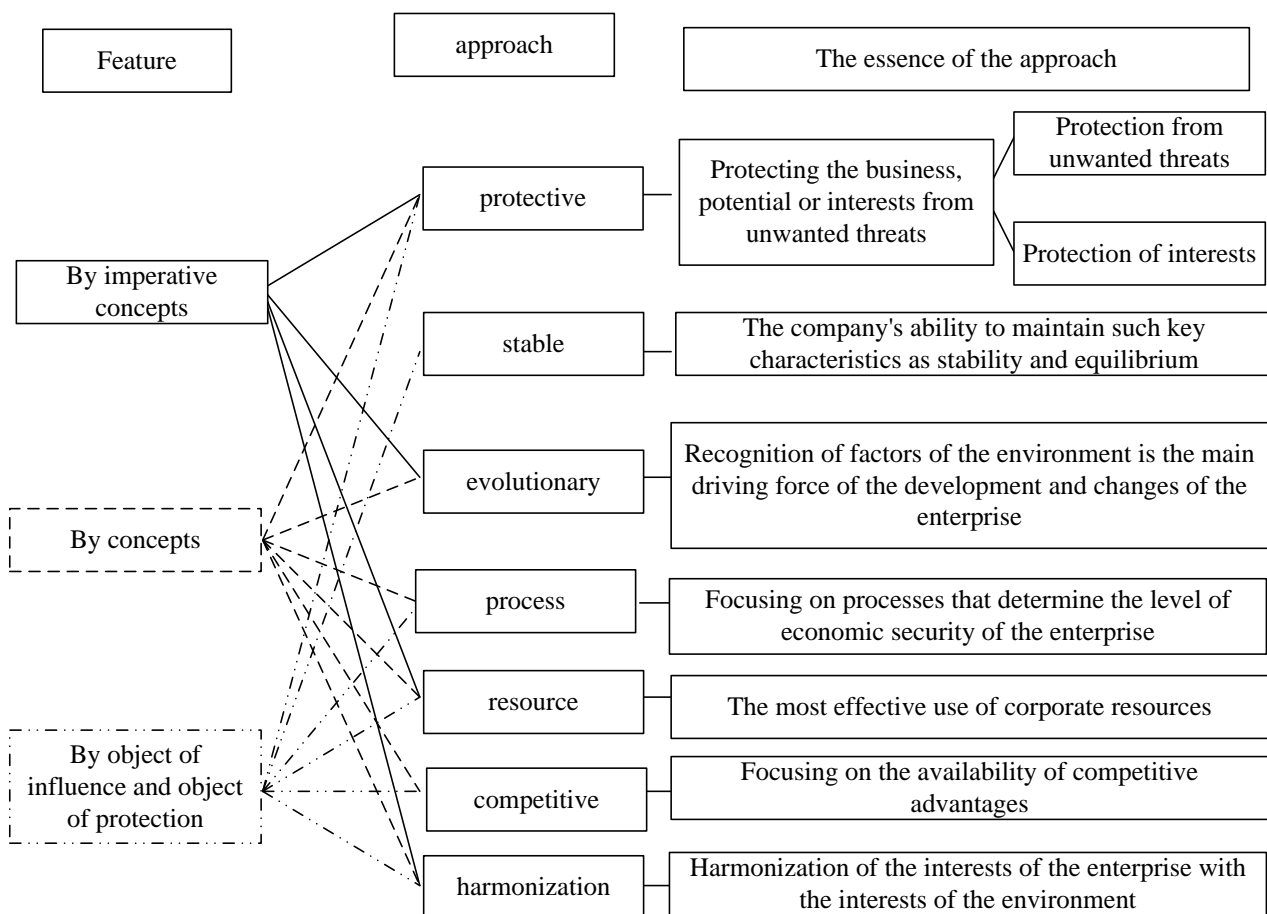 Feature
approach
The essence of the approach
By imperative
concepts
By concepts
By object of
influence and object
of protection
protective
Protecting the business,
potential or interests from
unwanted threats
Protection from
unwanted threats
Protection of interests
stable
The company's ability to maintain such key
characteristics as stability and equilibrium
evolutionary
Recognition of factors of the environment is the main
driving force of the development and changes of the
enterprise
process
Focusing on processes that determine the level of
economic security of the enterprise
resource
The most effective use of corporate resources
competitive
Focusing on the availability of competitive
advantages
harmonization
Harmonization of the interests of the enterprise with
the interests of the environment